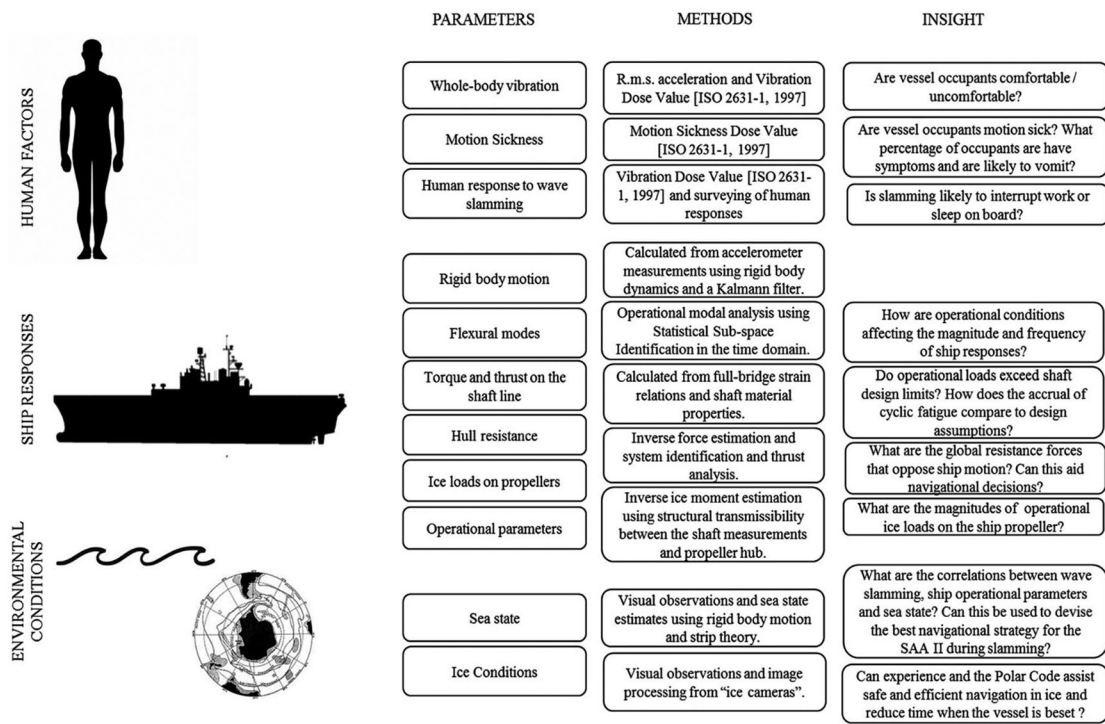 PARAMETERS
METHODS
INSIGHT
HUMAN FACTORS
Whole-body vibration
R.m.s. acceleration and Vibration
Dose Value [ISO 2631-1, 1997]
Are vessel occupants comfortable /
uncomfortable?
Motion Sickness
Motion Sickness Dose Value
[ISO 2631-1, 1997]
Are vessel occupants motion sick? What
percentage of occupants are have
symptoms and are likely to vomit?
Human response to wave
slamming
Vibration Dose Value [ISO 2631-
1, 1997] and surveying of human
responses
Is slamming likely to interrupt work or
sleep on board?
SHIP RESPONSES
Rigid body motion
Calculated from accelerometer
measurements using rigid body
dynamics and a Kalmann filter.
Flexural modes
Operational modal analysis using
Statistical Sub-space
Identification in the time domain.
How are operational conditions
affecting the magnitude and frequency
of ship responses?
Torque and thrust on the
shaft line
Calculated from full-bridge strain
relations and shaft material
properties.
Do operational loads exceed shaft
design limits? How does the accrual of
cyclic fatigue compare to design
assumptions?
Hull resistance
Inverse force estimation and
system identification and thrust
analysis.
What are the global resistance forces
that oppose ship motion? Can this aid
navigational decisions?
Ice loads on propellers
Inverse ice moment estimation
using structural transmissibility
between the shaft measurements
and propeller hub.
What are the magnitudes of operational
ice loads on the ship propeller?
Operational parameters
ENVIRONMENTAL
CONDITIONS
Sea state
Visual observations and sea state
estimates using rigid body motion
and strip theory.
What are the correlations between wave
slamming, ship operational parameters
and sea state? Can this be used to devise
the best navigational strategy for the
SAA II during slamming?
Ice Conditions
Visual observations and image
processing from “ice cameras”.
Can experience and the Polar Code assist
safe and efficient navigation in ice and
reduce time when the vessel is beset ?